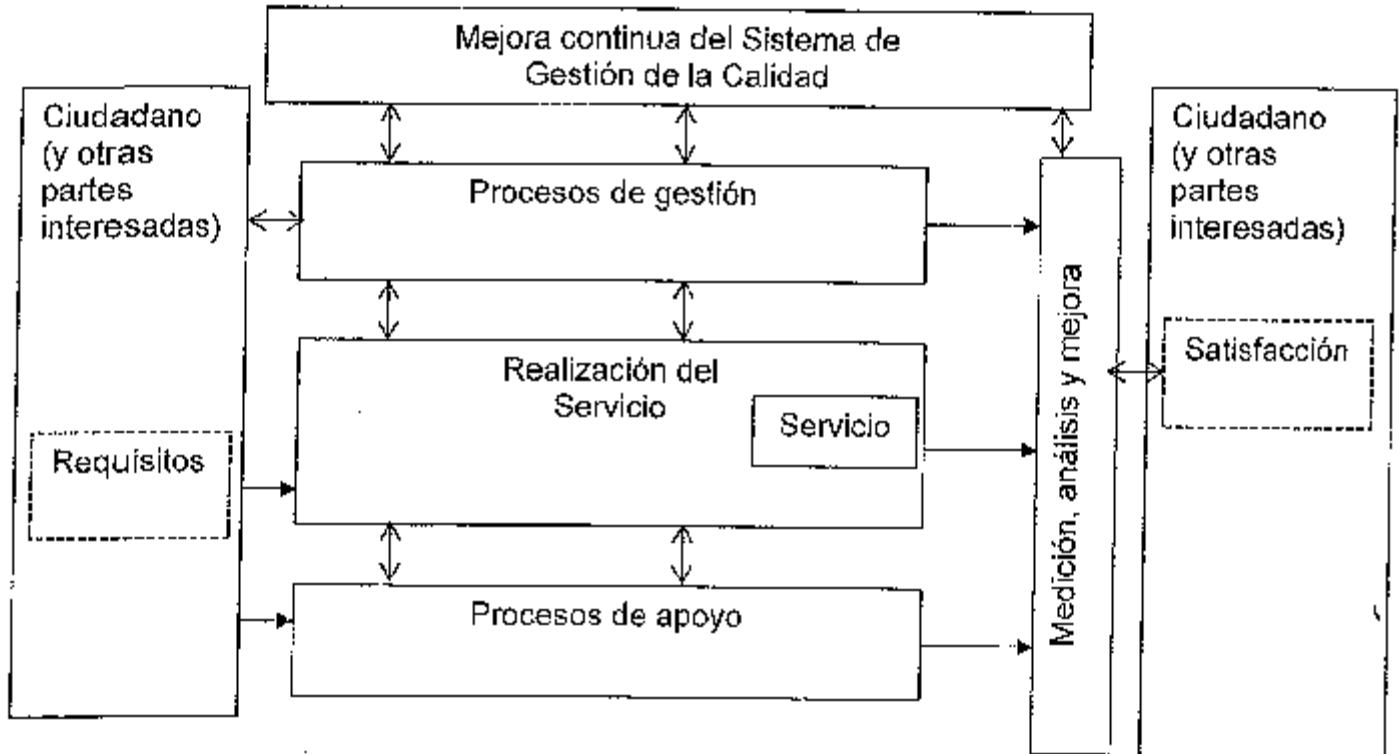 Mejora continua del Sistema de
Gestión de la Calidad
Ciudadano
(y otras
partes
interesadas)
Requisitos
Procesos de gestión
Realización del
Servicio
Servicio
Procesos de apoyo
Medición, análisis y mejora
Ciudadano
(y otras
partes
interesadas)
Satisfacción